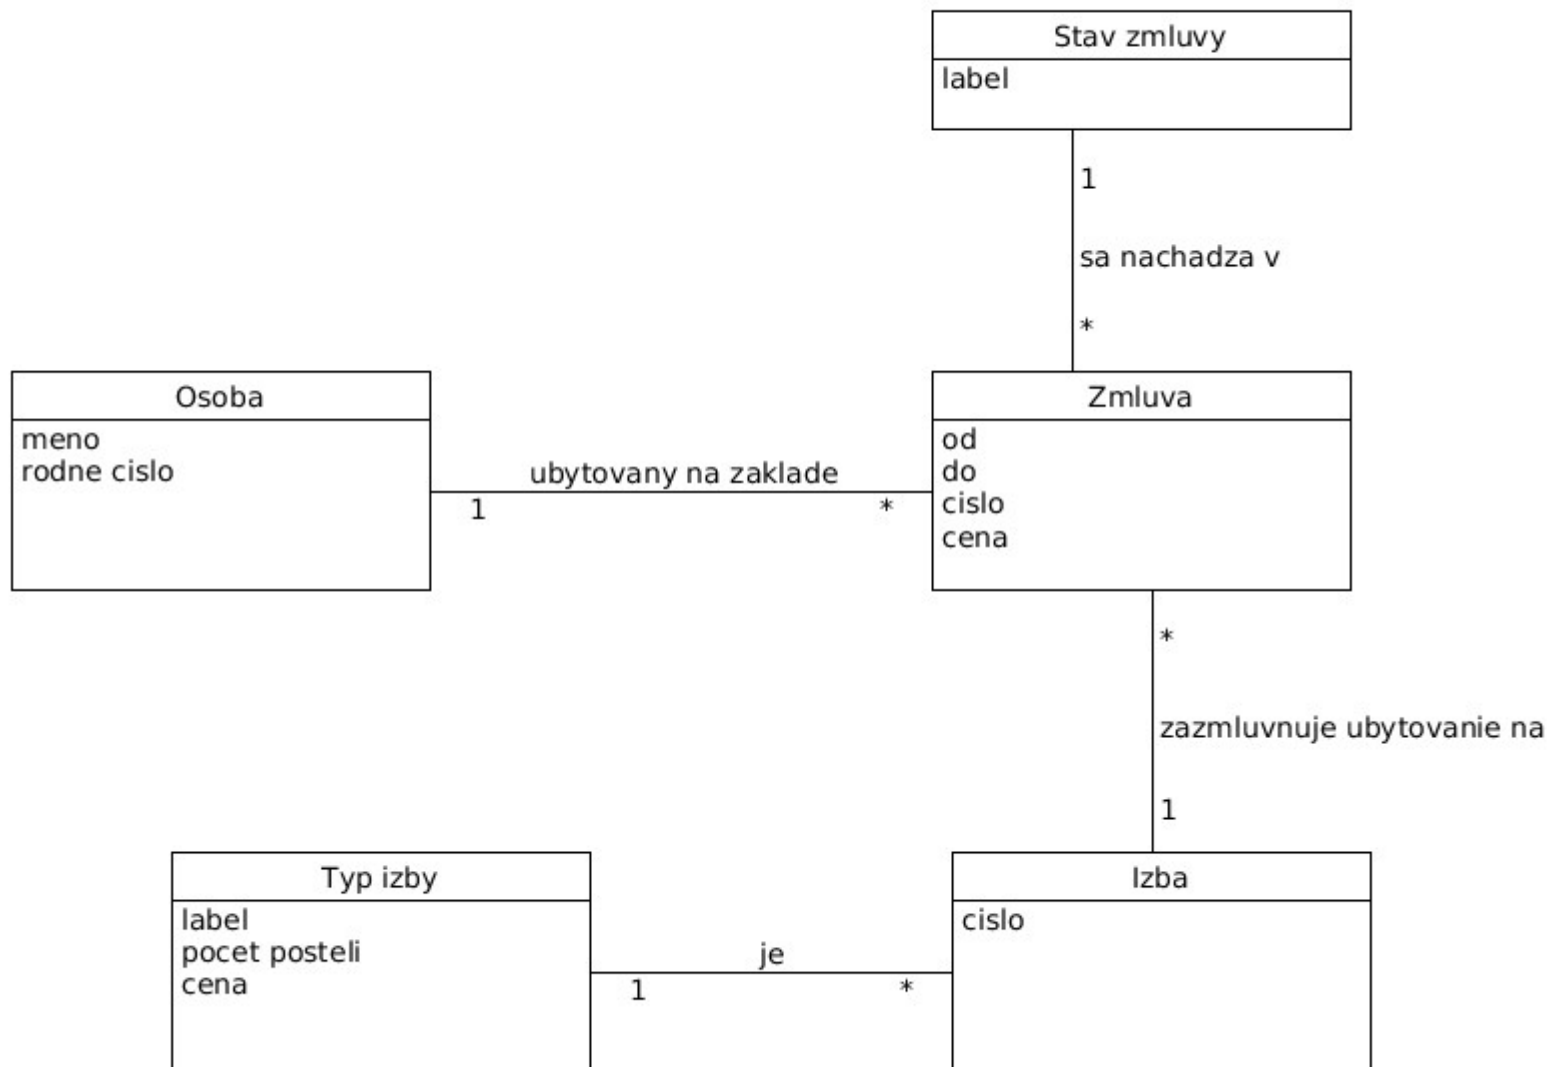 Stav zmluvy
label
1
sa nachadza v
*
Osoba
meno
rodne cislo
ubytovany na zaklade
1
*
Zmluva
od
do
cislo
cena
*
zazmluvnuje ubytovanie na
1
Typ izby
label
pocet posteli
cena
je
1
*
Izba
cislo